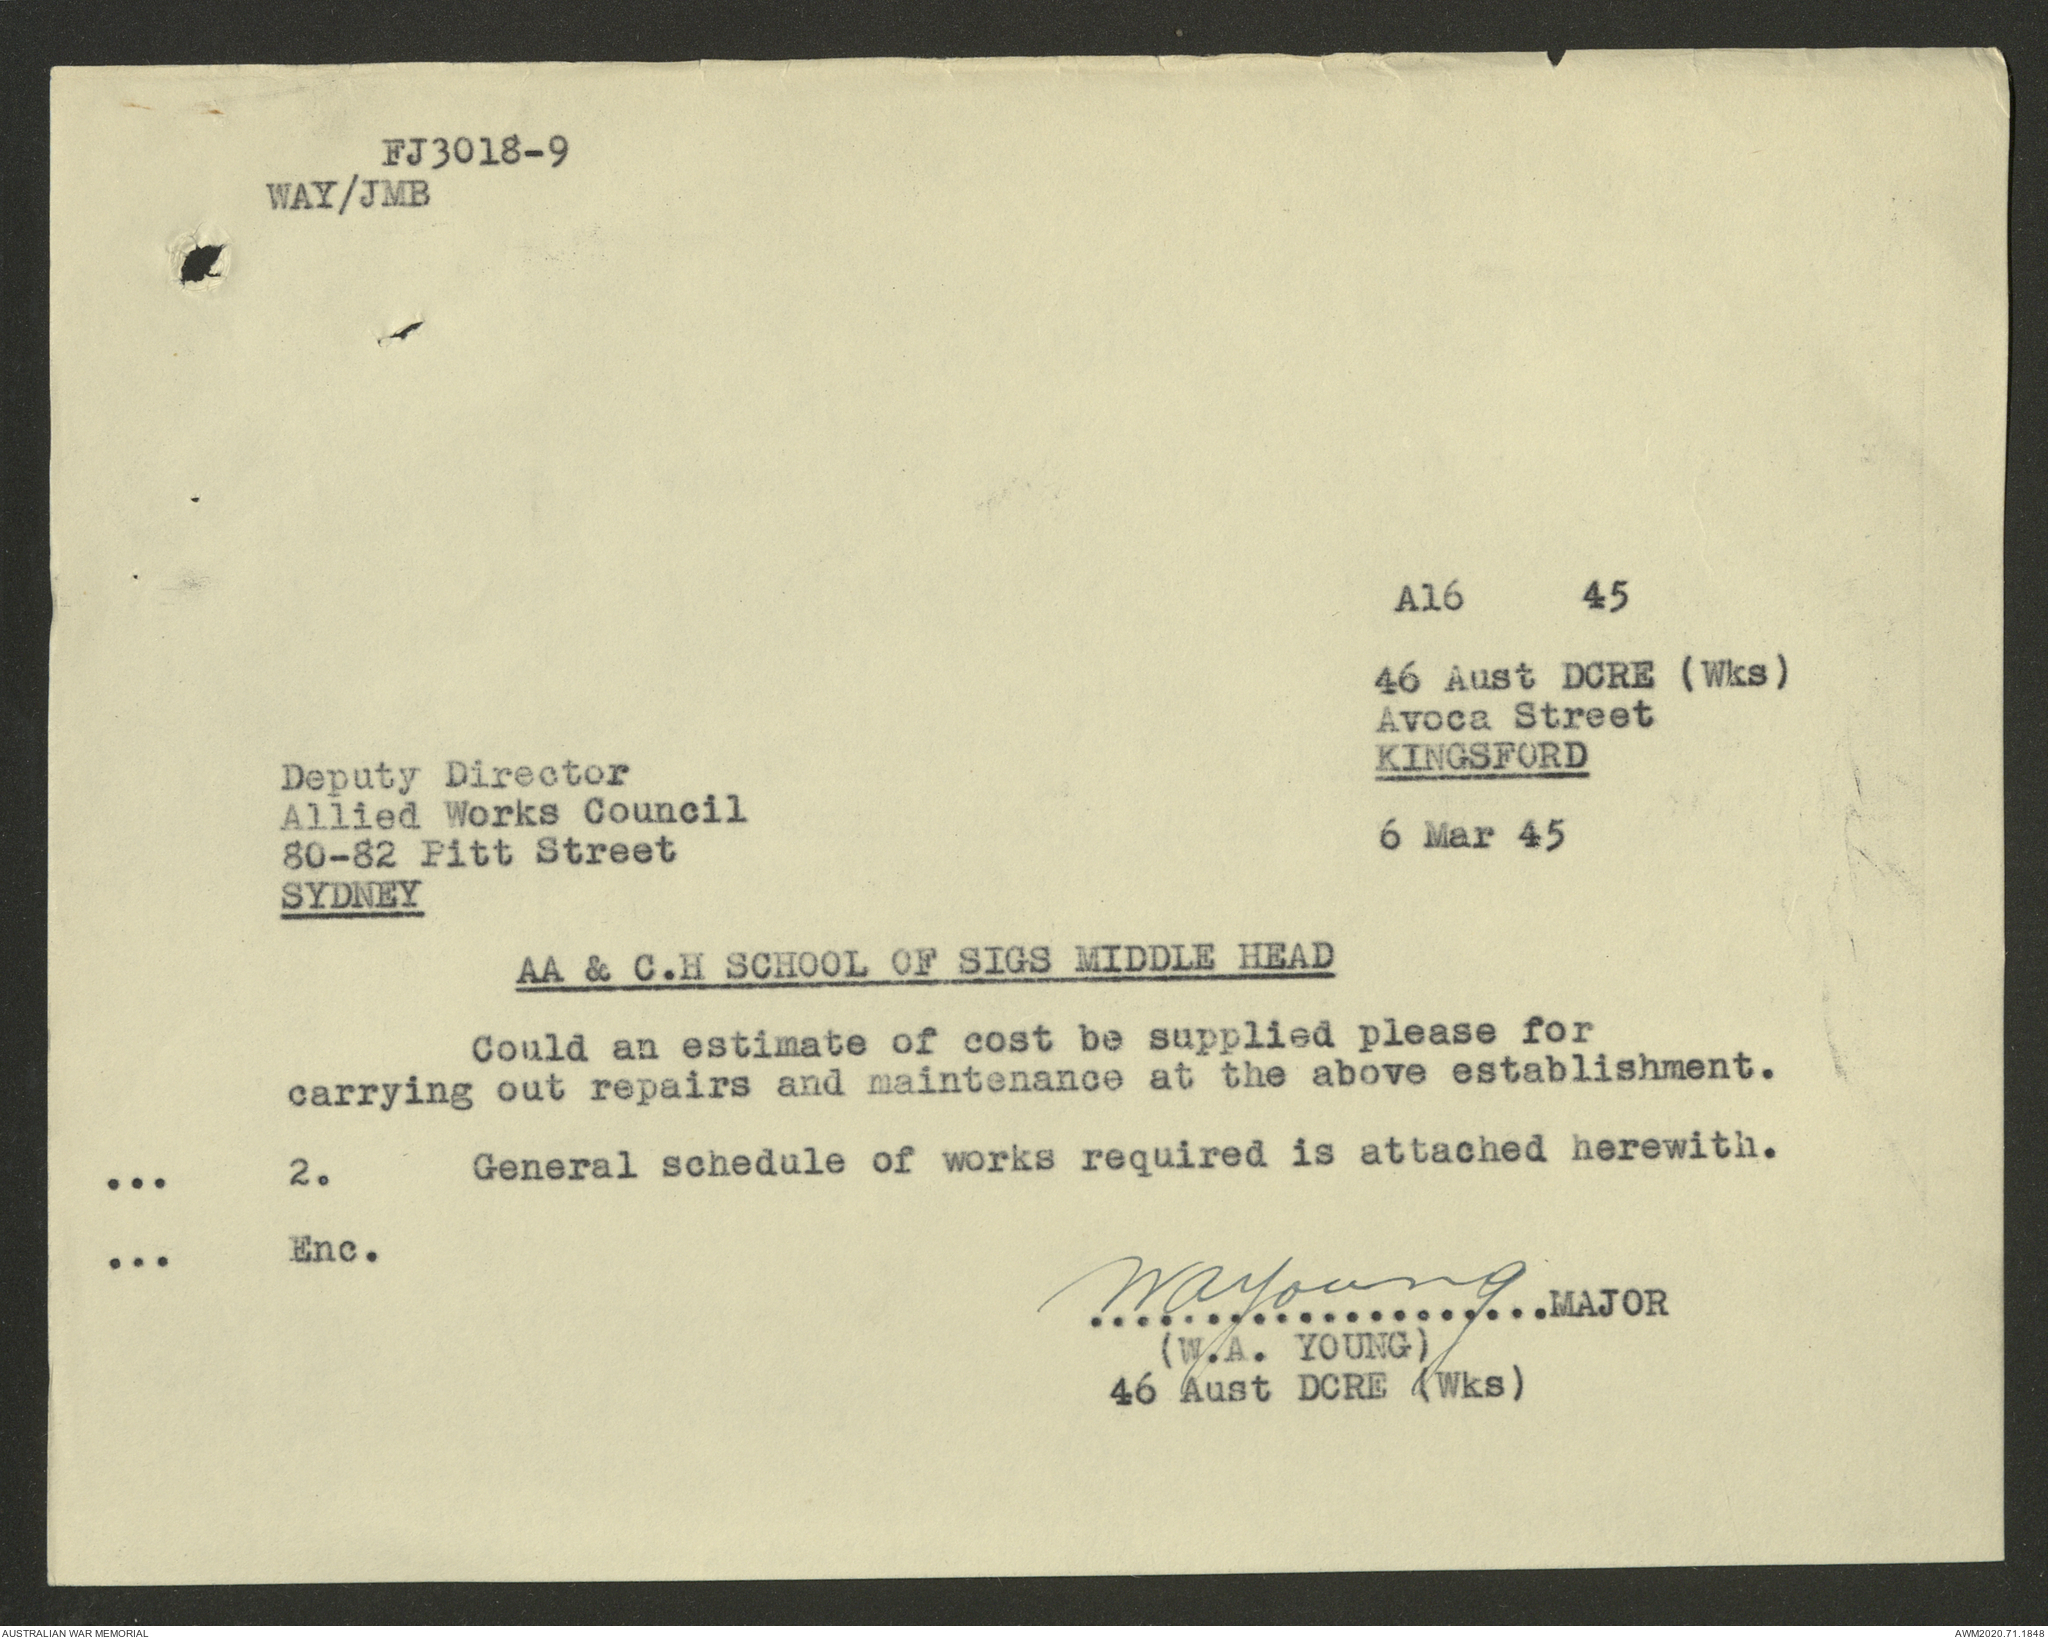 FJ3018-9
WAY/JMB
A16 45
46 Aust DCRE (Wks)
Avoca Street
KINGSFORD
6 Mar 45
Deputy Director
Allied Works Council
80-82 Pitt Street
SYDNEY
AA & C.H SCHOOL OF SIGS MIDDLE HEAD
Could an estimate of cost be supplied please for
carrying out repairs and maintenance at the above establishment.
... 2. General schedule of works required is attached herewith.
... Enc.
WAYoung
....................MAJOR
(W.A. YOUNG)
46 Aust DCRE (Wks)
AUSTRALIAN WAR MEMORIAL
AWM2020.71.1848